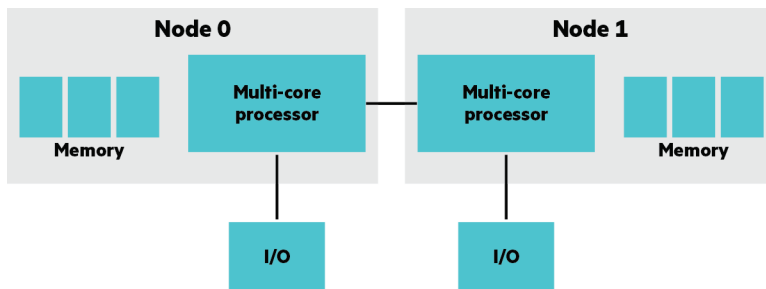 Node 0
Node 1
Multi-core
processor
Memory
Multi-core
processor
Memory
I/O
I/O